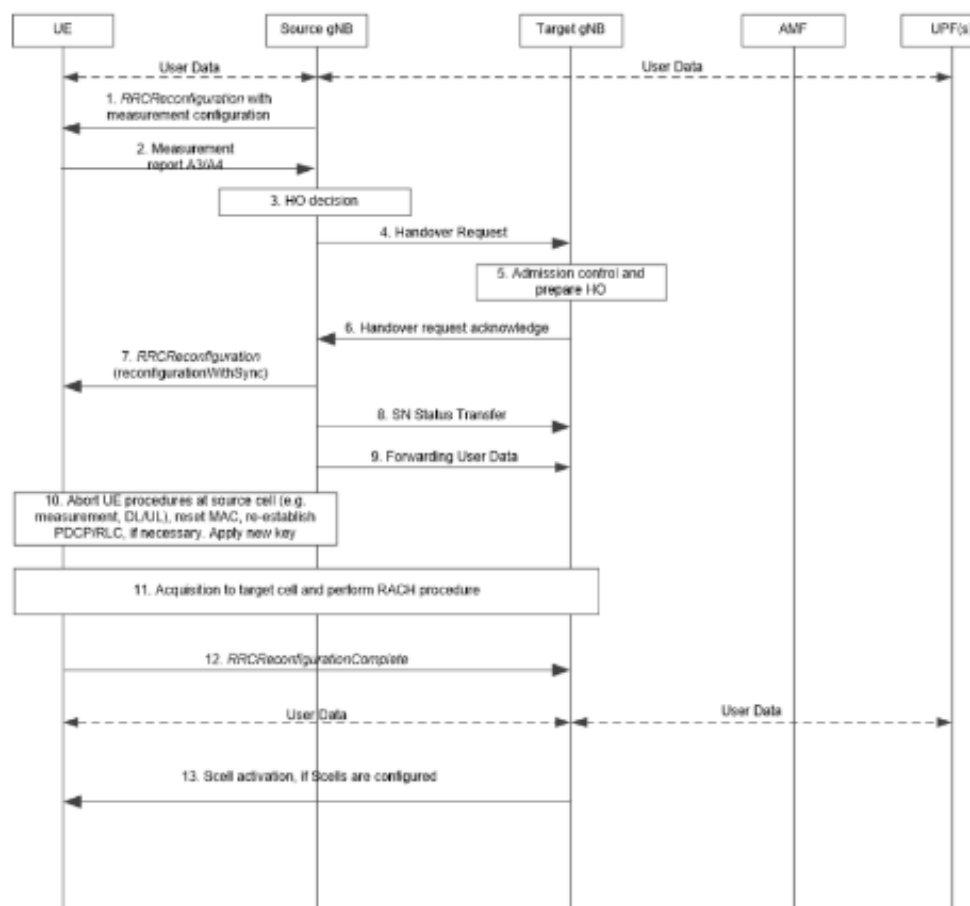 UE
Source gNB
Target gNB
AMF
UPF(s
User Data
User Data
1. RRCReconfiguration with
measurement configuration
2. Measurement
report A3/A4
3. HO decision
4. Handover Request
5. Admission control and
prepare HO
6. Handover request acknowledge
7. RRCReconfiguration
(reconfigurationWithSync)
8. SN Status Transfer
9. Forwarding User Data
10. Abort UE procedures at source cell (e.g.
measurement, DL/UL), reset MAC, re-establish
PDCP/RLC, if necessary. Apply new key
11. Acquisition to target cell and perform RACH procedure
12. RRCReconfigurationComplete
User Data
User Data
13. Scell activation, if Scells are configured